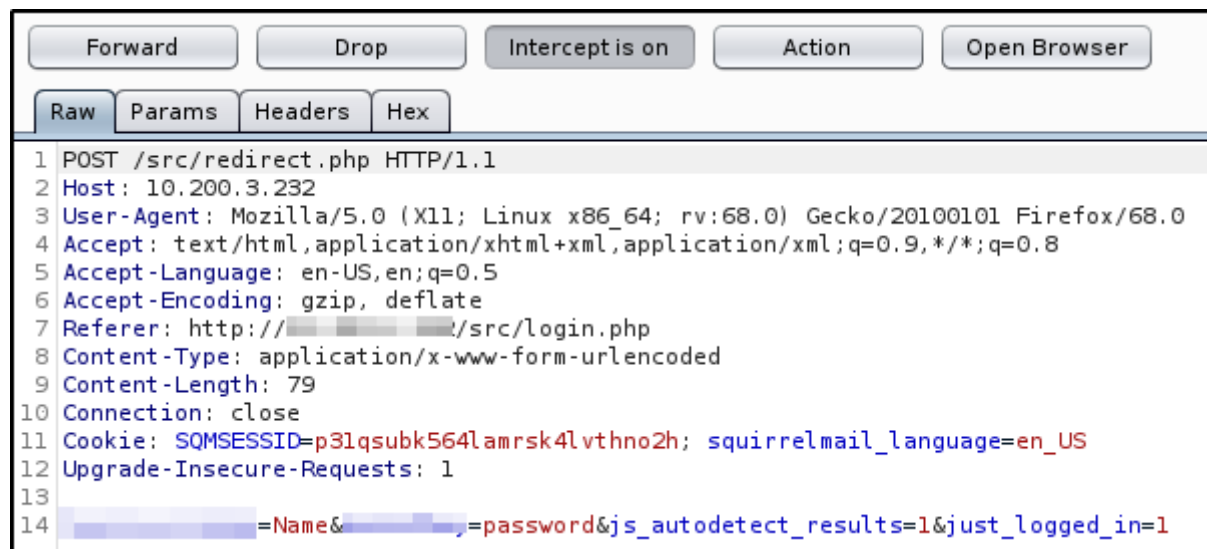 Forward Drop Intercept is on Action Open Browser
Raw Params Headers Hex
1 POST /src/redirect.php HTTP/1.1
2 Host: 10.200.3.232
3 User-Agent: Mozilla/5.0 (X11; Linux x86_64; rv:68.0) Gecko/20100101 Firefox/68.0
4 Accept: text/html,application/xhtml+xml,application/xml;q=0.9,*/*;q=0.8
5 Accept-Language: en-US,en;q=0.5
6 Accept-Encoding: gzip, deflate
7 Referer: http:// /src/login.php
8 Content-Type: application/x-www-form-urlencoded
9 Content-Length: 79
10 Connection: close
11 Cookie: SQMSESSID=p31qsubk564lamrsk4lvthno2h; squirrelmail_language=en_US
12 Upgrade-Insecure-Requests: 1
13
14 =Name& =password&js_autodetect_results=1&just_logged_in=1